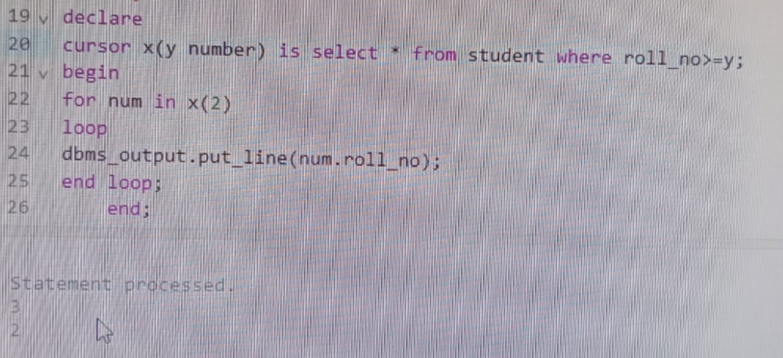 19 declare
20 cursor x(y number) is select * from student where roll_no>=y;
21 begin
22 for num in x(2)
23 loop
24 dbms_output.put_line(num.roll_no);
25 end loop;
26 end;
Statement processed.
3
2